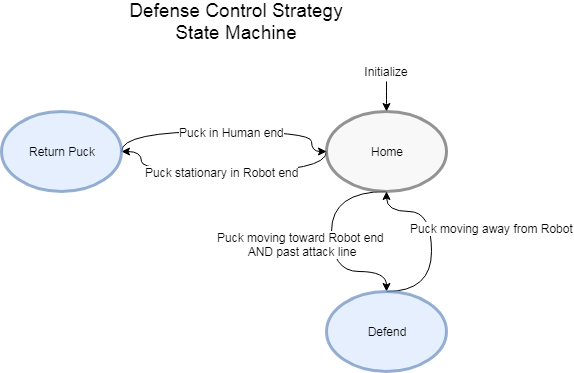 Defense Control Strategy
State Machine
Initialize
Puck in Human end
Return Puck
Home
Puck stationary in Robot end
Puck moving toward Robot end
AND past attack line
Puck moving away from Robot
Defend